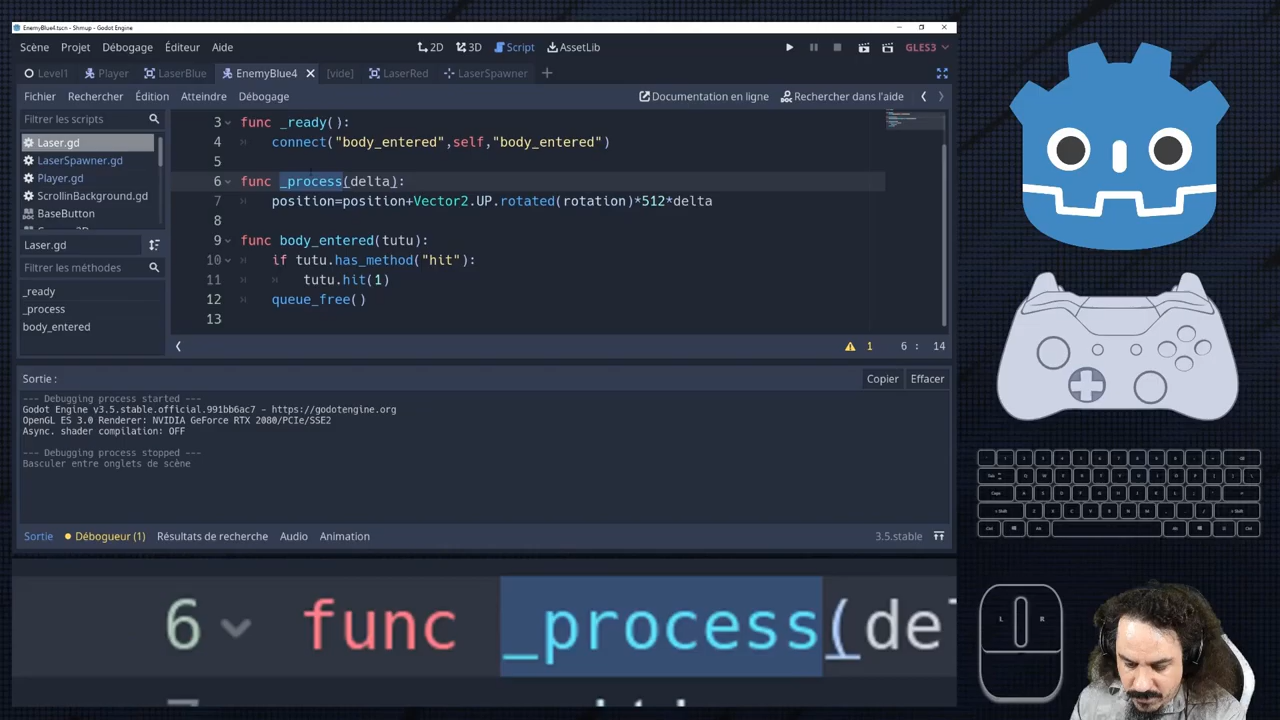 EnemyBlue4.tscn - Shmup - Godot Engine
Scène Projet Débogage Éditeur Aide
2D 3D Script AssetLib
GLES3
Level1 Player LaserBlue EnemyBlue4 [vide] LaserRed LaserSpawner
Fichier Rechercher Édition Atteindre Débogage
Documentation en ligne Rechercher dans l'aide
Filtrer les scripts
Laser.gd
LaserSpawner.gd
Player.gd
ScrollinBackground.gd
BaseButton
Laser.gd
Filtrer les méthodes
_ready
_process
body_entered
3 func _ready():
4 connect("body_entered",self,"body_entered")
5
6 func _process(delta):
7 position=position+Vector2.UP.rotated(rotation)*512*delta
8
9 func body_entered(tutu):
10 if tutu.has_method("hit"):
11 tutu.hit(1)
12 queue_free()
13
1 6 : 14
Sortie : Copier Effacer
--- Debugging process started ---
Godot Engine v3.5.stable.official.991bb6ac7 - https://godotengine.org
OpenGL ES 3.0 Renderer: NVIDIA GeForce RTX 2080/PCIe/SSE2
Async. shader compilation: OFF
--- Debugging process stopped ---
Basculer entre onglets de scène
Sortie Débogueur (1) Résultats de recherche Audio Animation 3.5.stable
6 func _process(de
L R